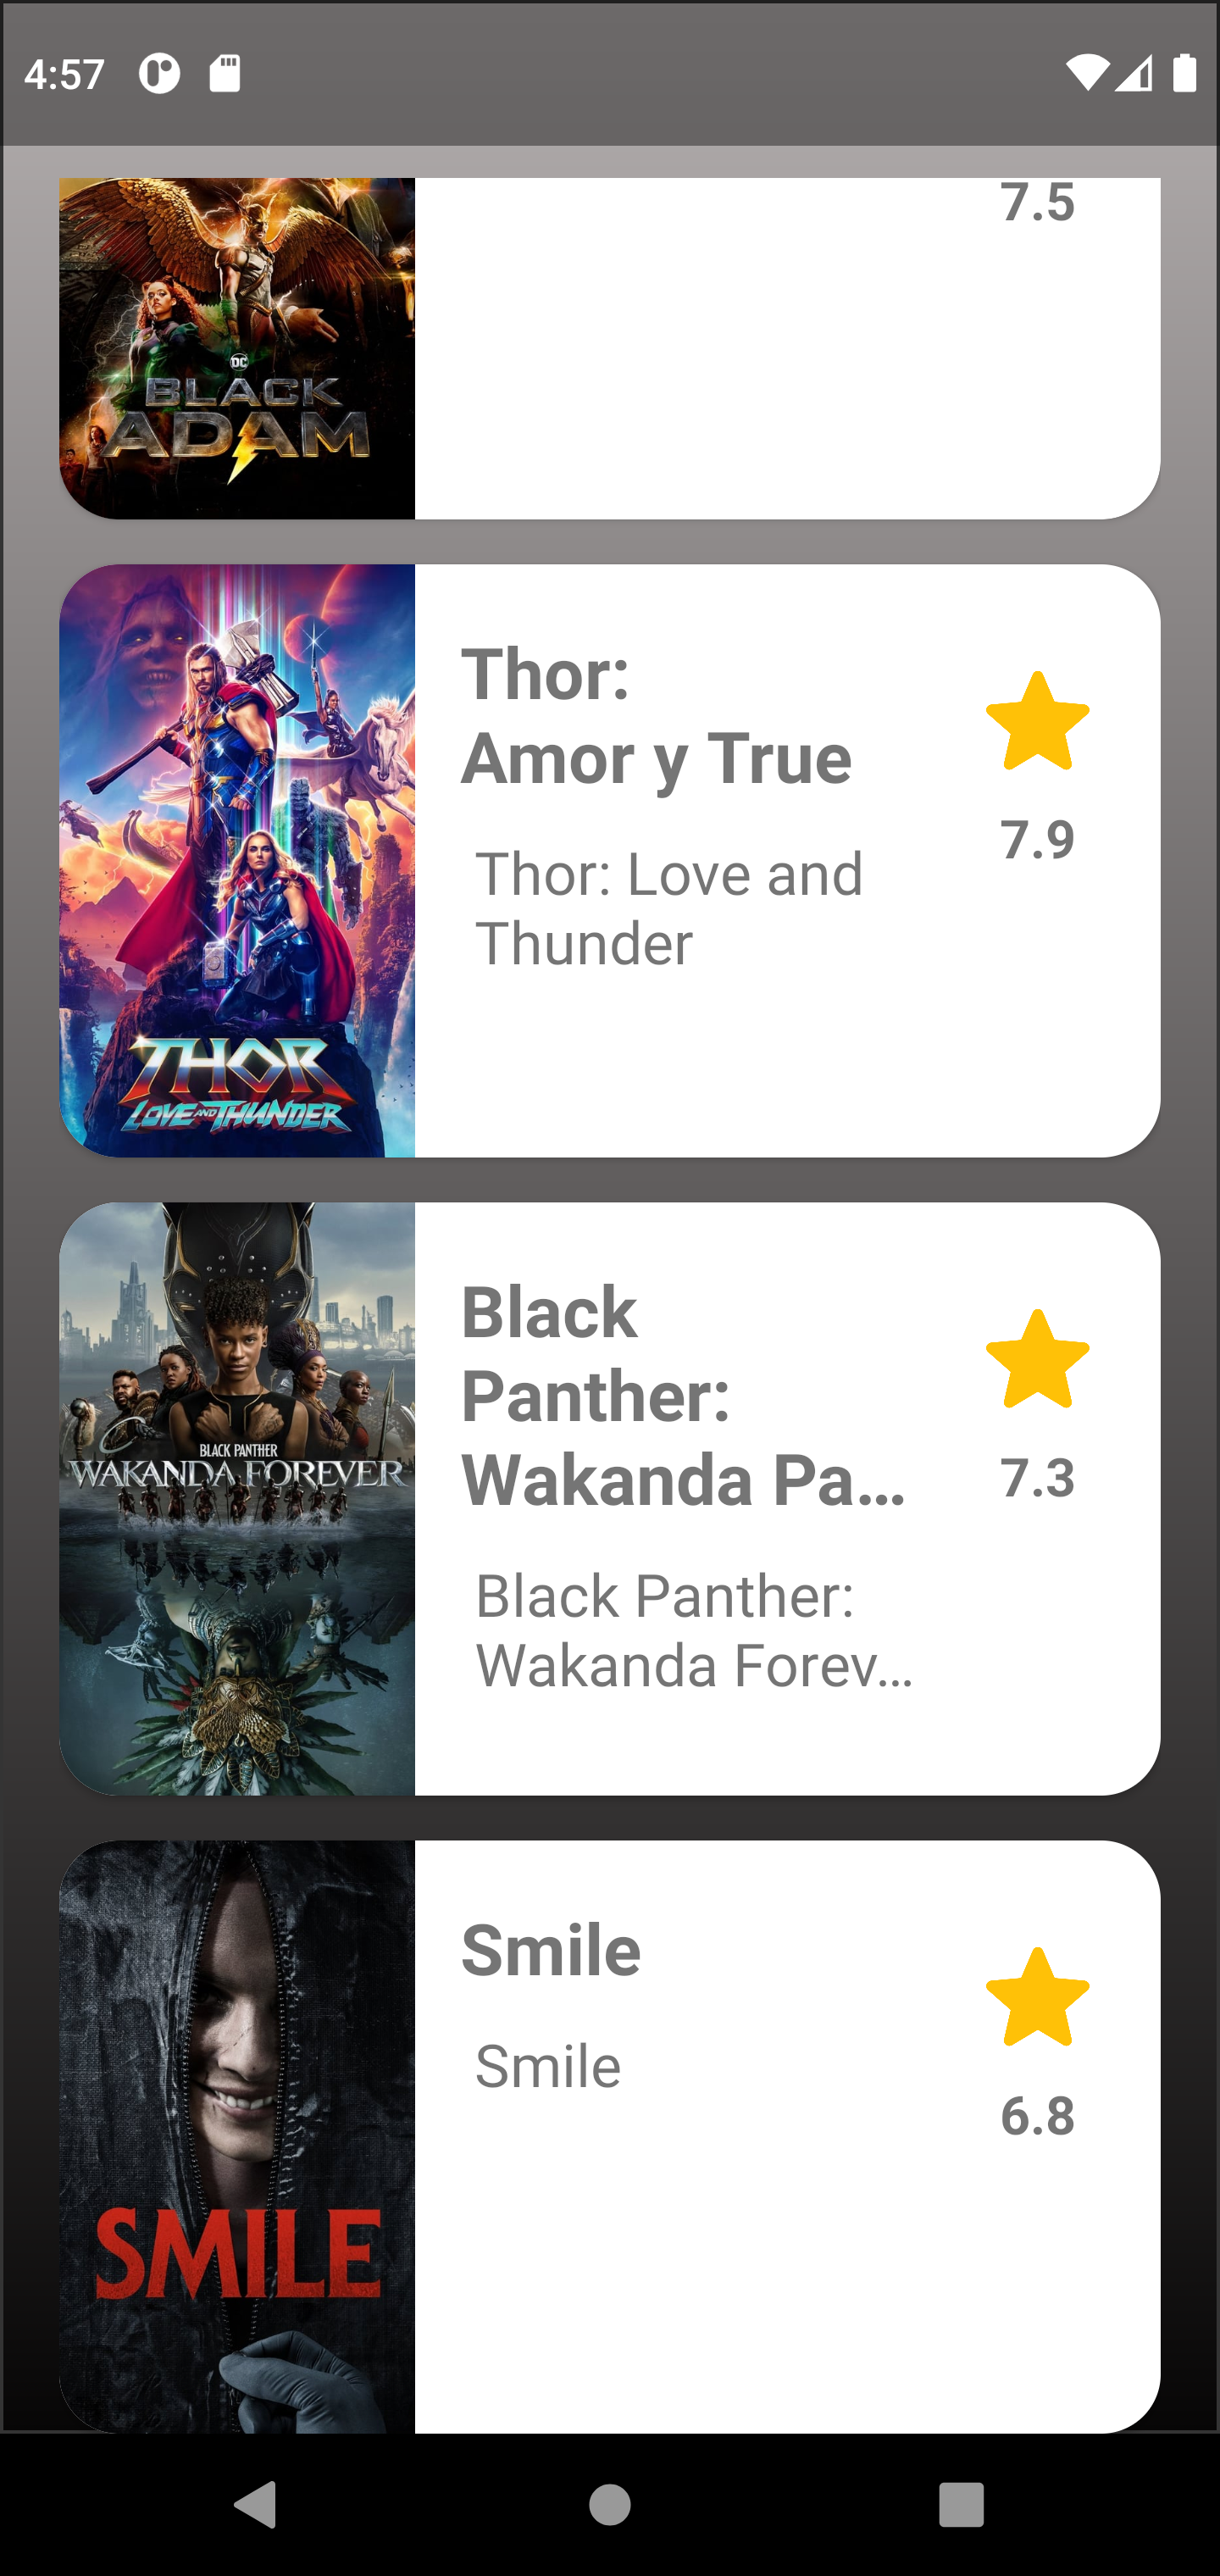 4:57
7.5
DC
BLACK
ADAM
Thor:
Amor y True
7.9
Thor: Love and
Thunder
THOR
LOVE AND THUNDER
Black
Panther:
Wakanda Pa...
7.3
BLACK PANTHER
WAKANDA FOREVER
Black Panther:
Wakanda Forev...
Smile
Smile
6.8
SMILE